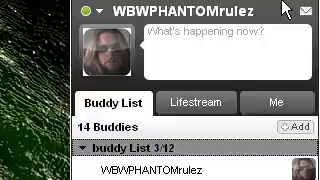 WBWPHANTOMrulez
What's happening now?
Buddy List Lifestream Me
14 Buddies + Add
buddy List 3/12
WBWPHANTOMrulez